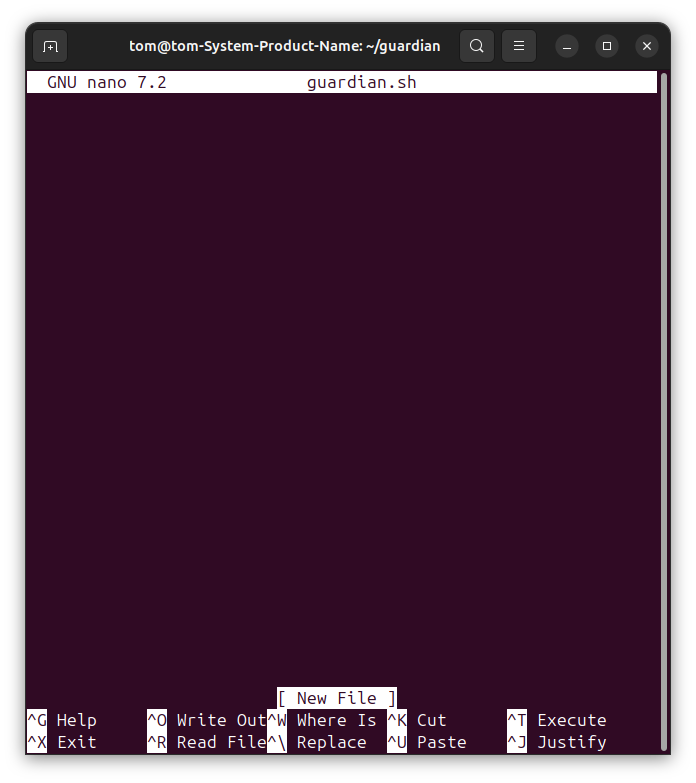 tom@tom-System-Product-Name: ~/guardian
GNU nano 7.2 guardian.sh
[ New File ]
^G Help ^O Write Out ^W Where Is ^K Cut ^T Execute
^X Exit ^R Read File ^\ Replace ^U Paste ^J Justify